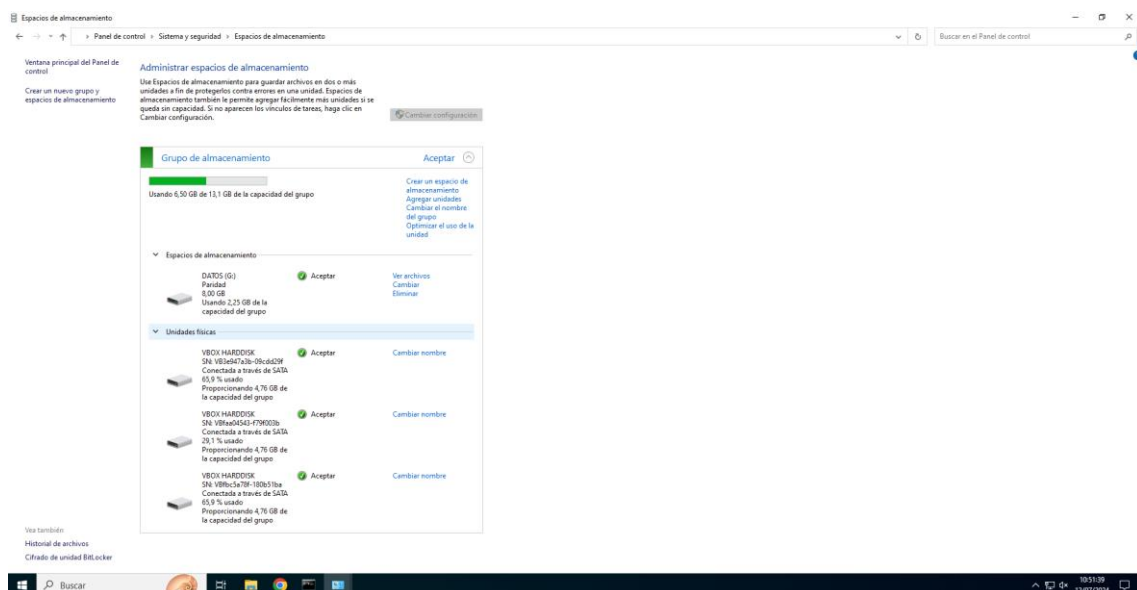 Espacios de almacenamiento
Panel de control > Sistema y seguridad > Espacios de almacenamiento
Buscar en el Panel de control
Ventana principal del Panel de
control
Crear un nuevo grupo y
espacios de almacenamiento
Administrar espacios de almacenamiento
Use Espacios de almacenamiento para guardar archivos en dos o más
unidades a fin de protegerlos contra errores en una unidad. Espacios de
almacenamiento también le permite agregar fácilmente más unidades si se
queda sin capacidad. Si no aparecen los vínculos de tareas, haga clic en
Cambiar configuración.
Cambiar configuración
Grupo de almacenamiento
Aceptar
Usando 6,50 GB de 13,1 GB de la capacidad del grupo
Crear un espacio de
almacenamiento
Agregar unidades
Cambiar el nombre
del grupo
Optimizar el uso de la
unidad
Espacios de almacenamiento
DATOS (G:)
Paridad
8,00 GB
Usando 2,25 GB de la
capacidad del grupo
Aceptar
Ver archivos
Cambiar
Eliminar
Unidades físicas
VBOX HARDDISK
SN: VB3e947a3b-09cdd29f
Conectada a través de SATA
65,9 % usado
Proporcionando 4,76 GB de
la capacidad del grupo
Aceptar
Cambiar nombre
VBOX HARDDISK
SN: VBfaa04543-f79f003b
Conectada a través de SATA
29,1 % usado
Proporcionando 4,76 GB de
la capacidad del grupo
Aceptar
Cambiar nombre
VBOX HARDDISK
SN: VBfbc5a78f-180b51ba
Conectada a través de SATA
65,9 % usado
Proporcionando 4,76 GB de
la capacidad del grupo
Aceptar
Cambiar nombre
Vea también
Historial de archivos
Cifrado de unidad BitLocker
Buscar
10:51:39